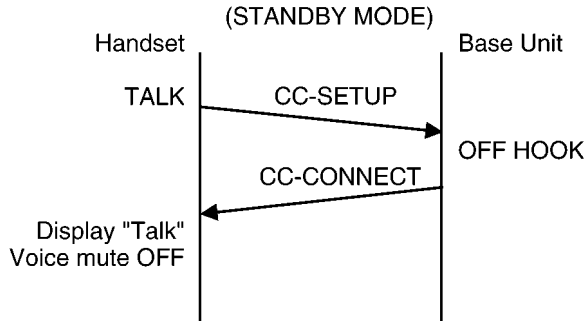 (STANDBY MODE)
Handset
Base Unit
TALK
CC-SETUP
OFF HOOK
CC-CONNECT
Display "Talk"
Voice mute OFF